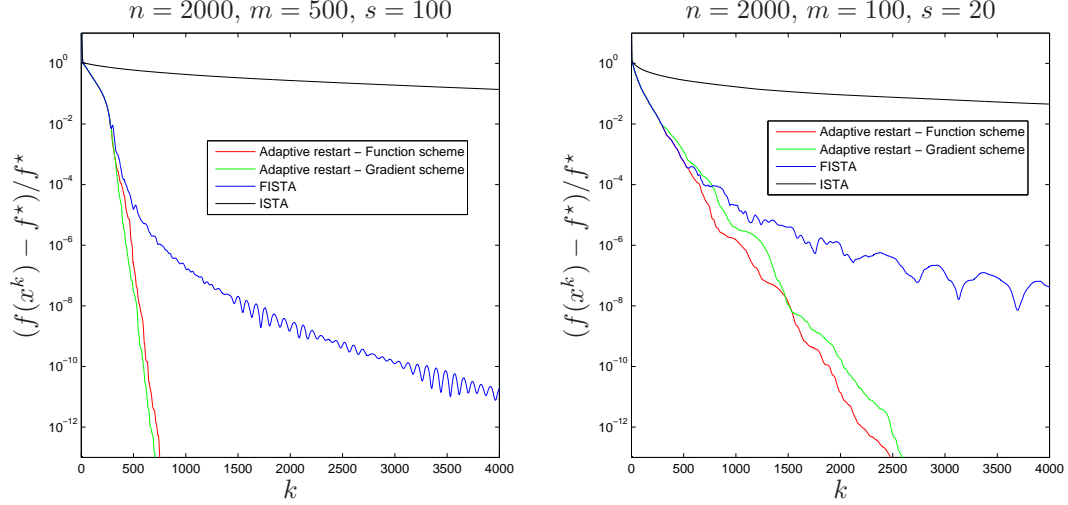 n = 2000, m = 500, s = 100
10^0
10^{-2}
10^{-4}
10^{-6}
10^{-8}
10^{-10}
10^{-12}
(f(x^k) − f^⋆)/f^⋆
Adaptive restart − Function scheme
Adaptive restart − Gradient scheme
FISTA
ISTA
0 500 1000 1500 2000 2500 3000 3500 4000
k
n = 2000, m = 100, s = 20
10^0
10^{-2}
10^{-4}
10^{-6}
10^{-8}
10^{-10}
10^{-12}
(f(x^k) − f^⋆)/f^⋆
Adaptive restart − Function scheme
Adaptive restart − Gradient scheme
FISTA
ISTA
0 500 1000 1500 2000 2500 3000 3500 4000
k